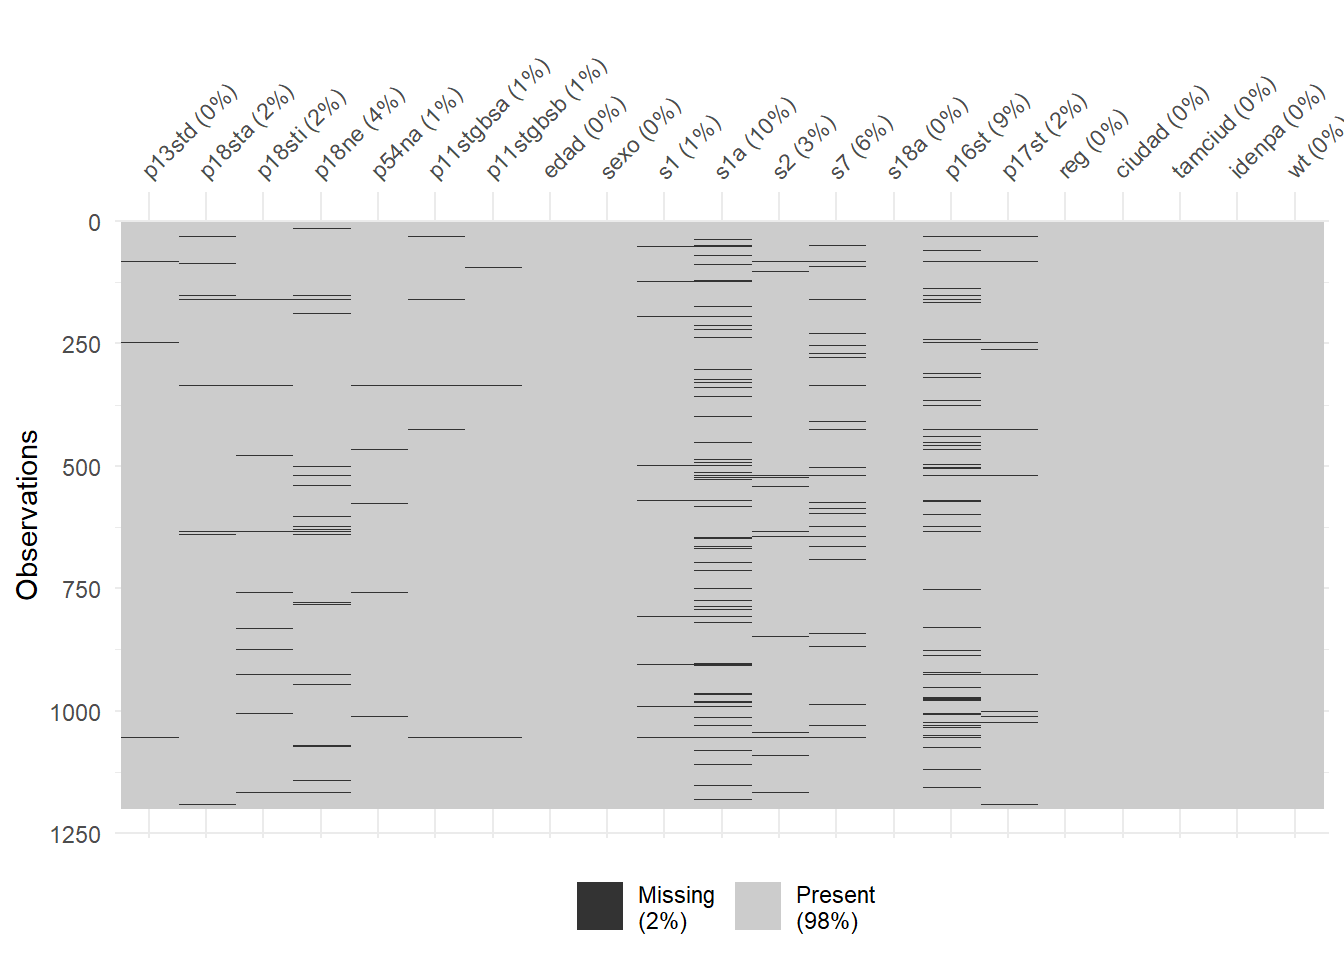 p13std (0%)
p18sta (2%)
p18sti (2%)
p18ne (4%)
p54na (1%)
p11stgbsa (1%)
p11stgbsb (1%)
edad (0%)
sexo (0%)
s1 (1%)
s1a (10%)
s2 (3%)
s7 (6%)
s18a (0%)
p16st (9%)
p17st (2%)
reg (0%)
ciudad (0%)
tamciud (0%)
idenpa (0%)
wt (0%)
0
250
500
750
1000
1250
Observations
Missing
(2%)
Present
(98%)